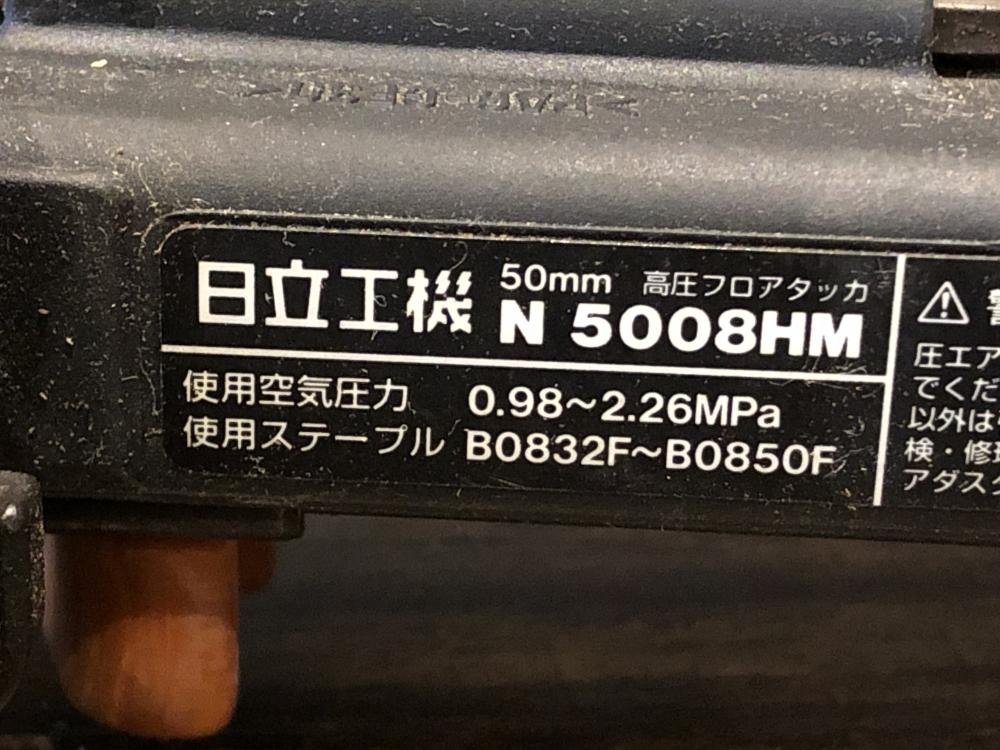 日立工機
50mm 高圧フロアタッカ
N 5008HM
使用空気圧力 0.98～2.26MPa
使用ステープル B0832F～B0850F
圧エア
でくだ
以外は
検・修
アダス